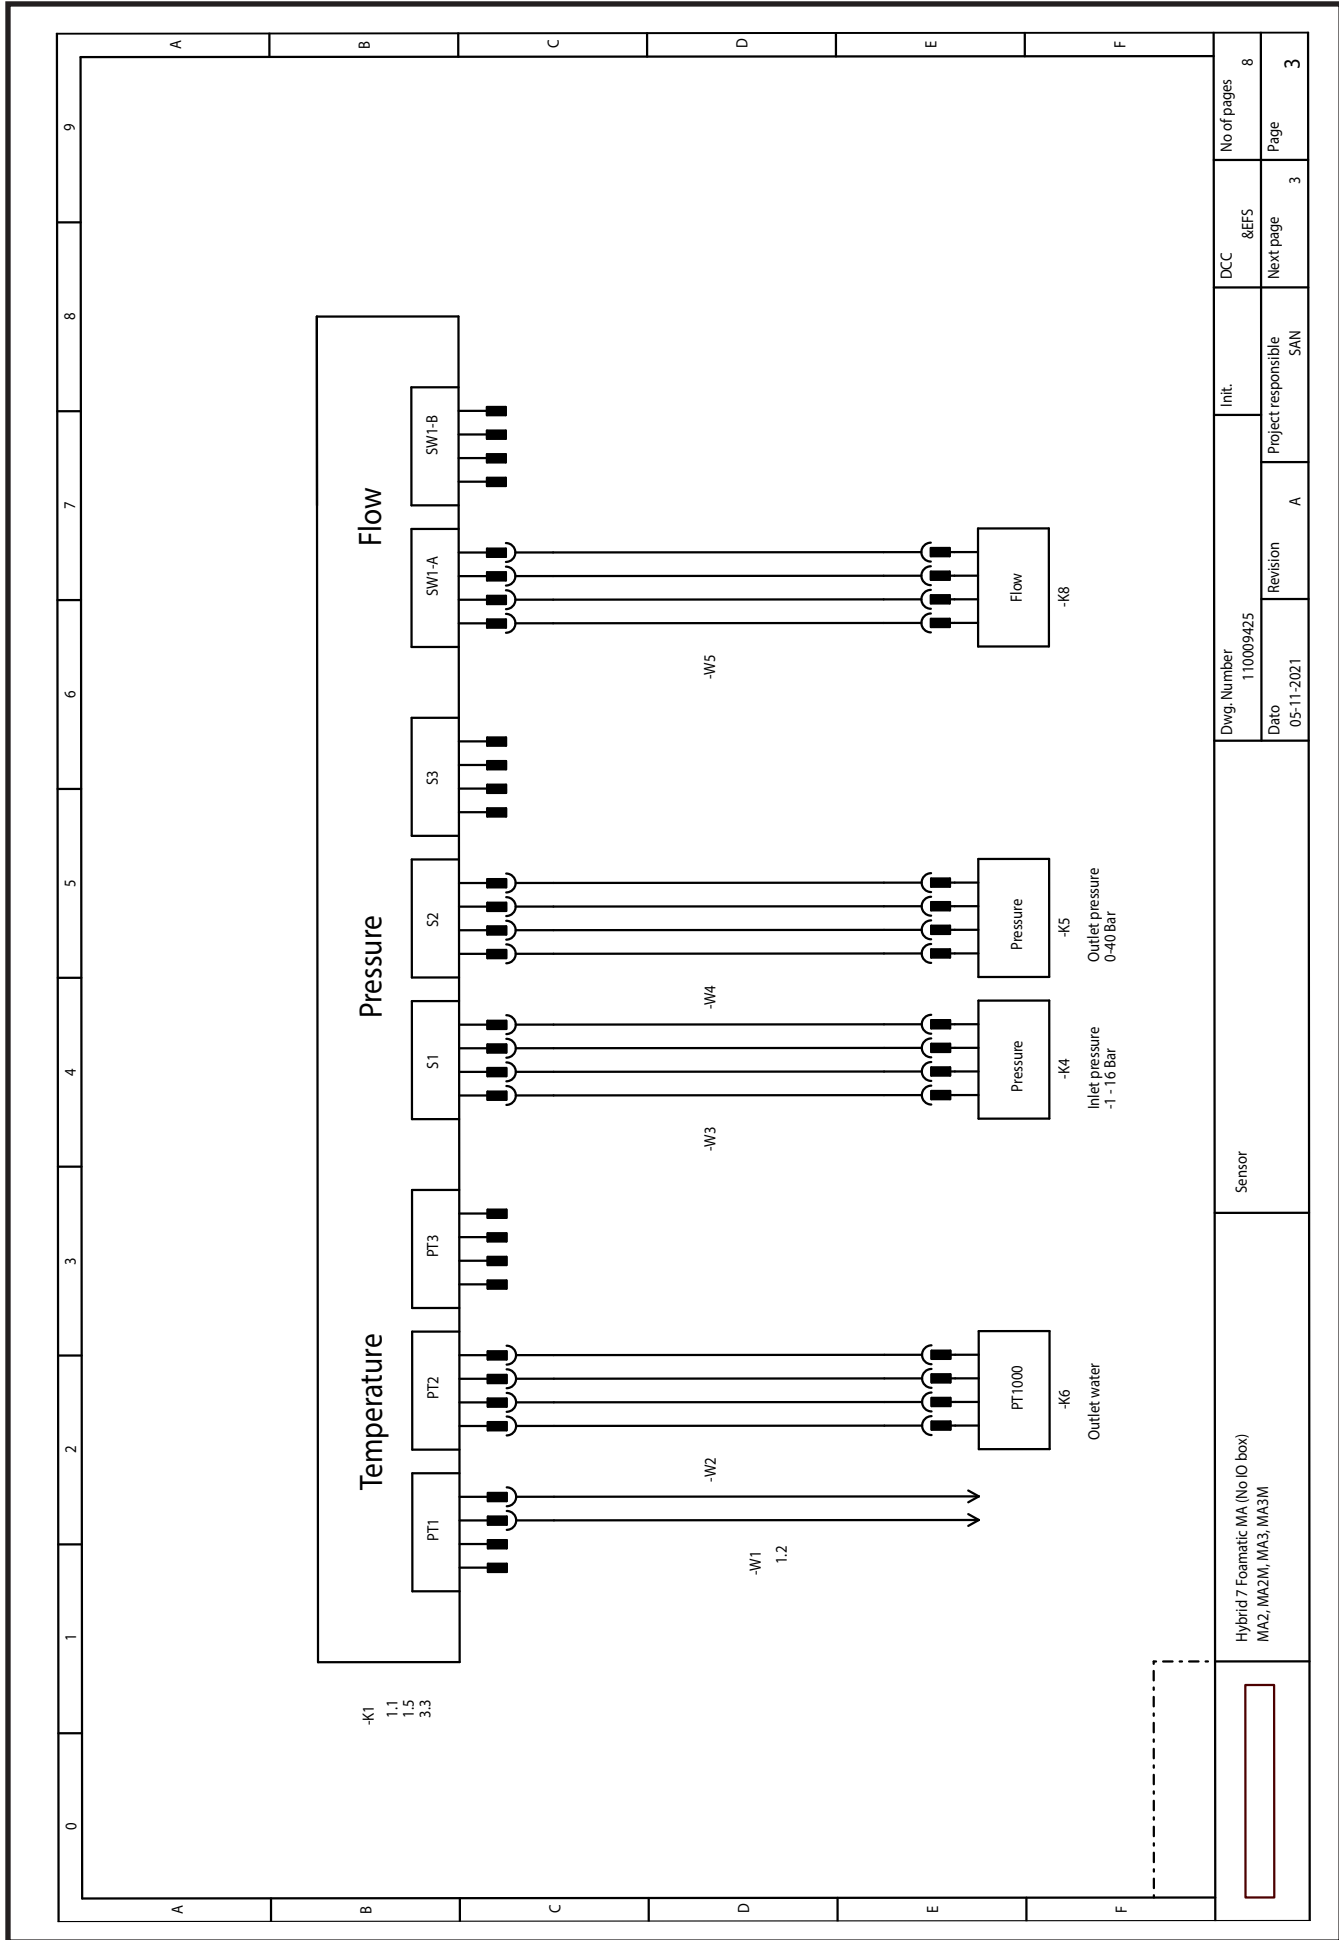 0 1 2 3 4 5 6 7 8 9
A
A
B
B
C
C
D
D
E
E
F
F
-K1
1.1
1.5
3.3
Temperature
Pressure
Flow
PT1
PT2
PT3
S1
S2
S3
SW1-A
SW1-B
-W1
1.2
-W2
-W3
-W4
-W5
PT1000
-K6
Outlet water
Pressure
-K4
Inlet pressure
-1 - 16 Bar
Pressure
-K5
Outlet pressure
0-40 Bar
Flow
-K8
Hybrid 7 Foamatic MA (No IO box)
MA2, MA2M, MA3, MA3M
Sensor
Dwg. Number
110009425
Init.
DCC
&EFS
No of pages
8
Dato
05-11-2021
Revision
A
Project responsible
SAN
Next page
3
Page
3